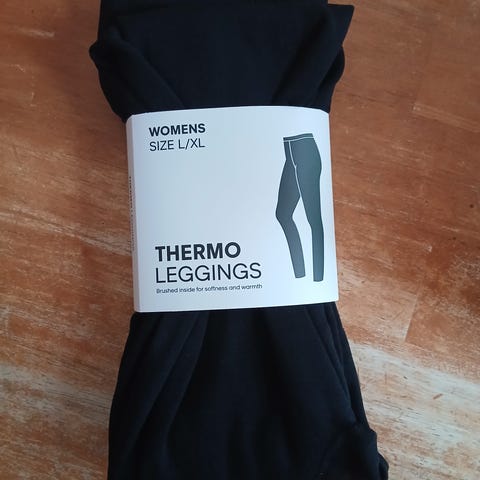 WOMENS
SIZE L/XL
THERMO
LEGGINGS
Brushed inside for softness and warmth